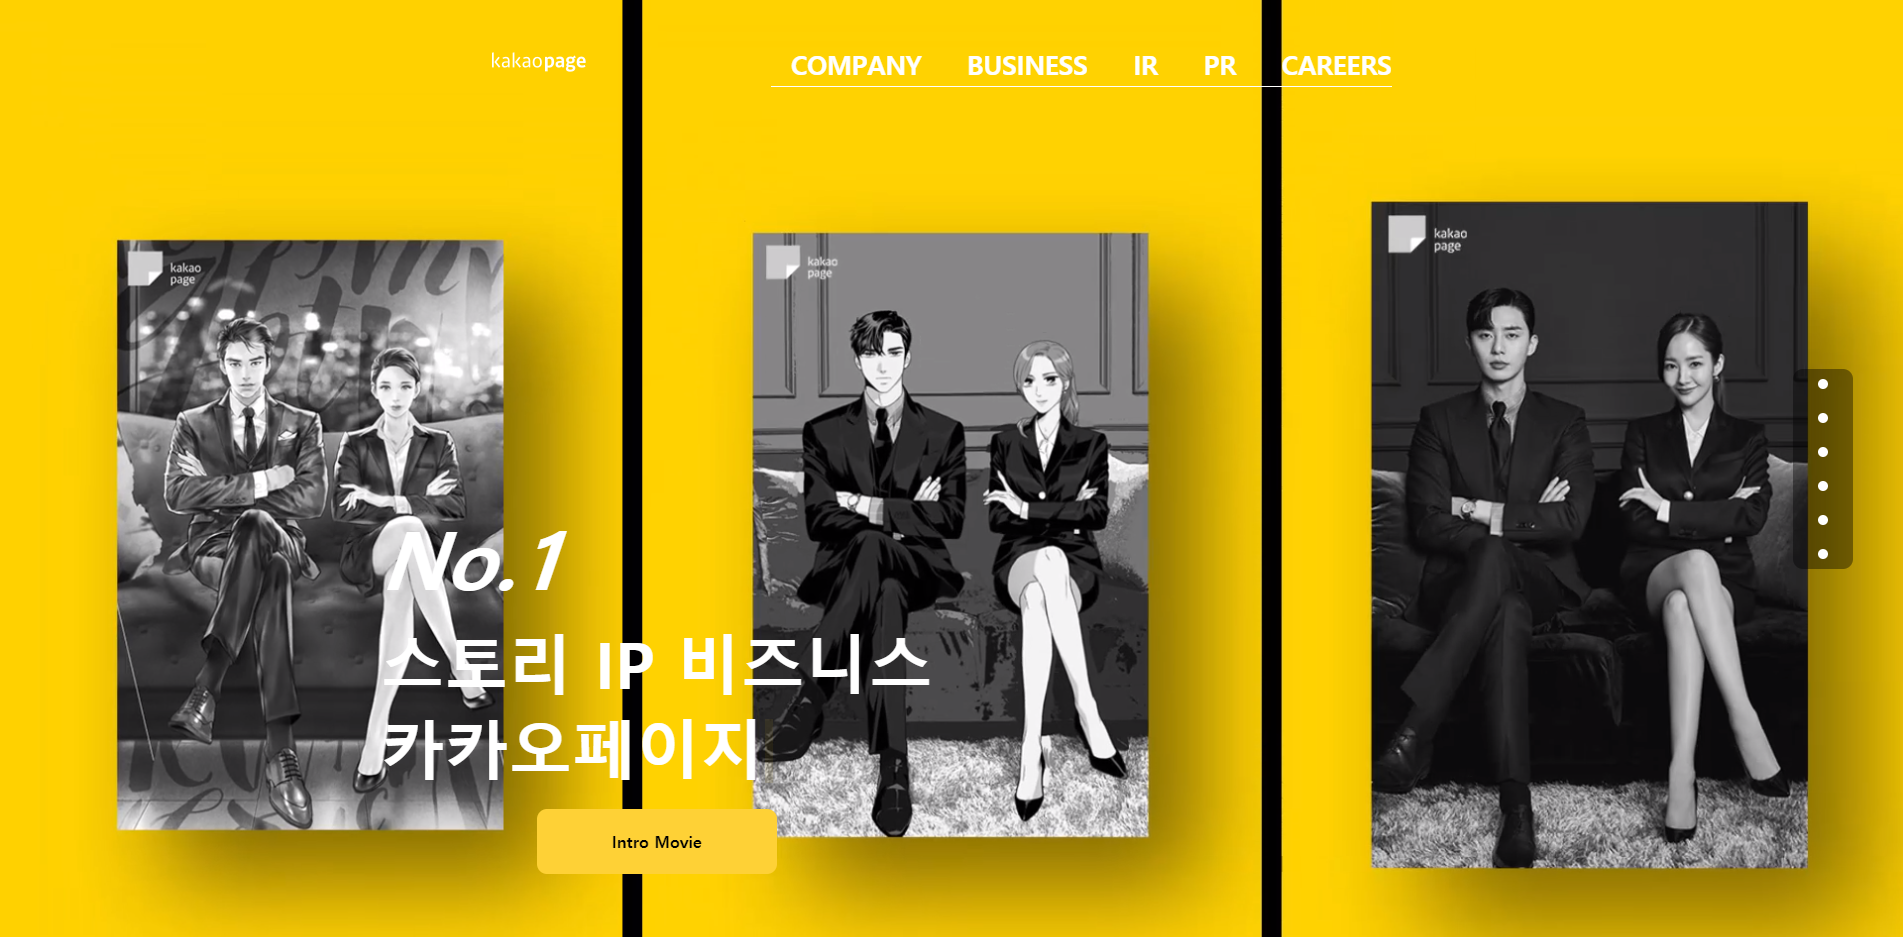 kakaopage
COMPANY BUSINESS IR PR CAREERS
kakao
page
kakao
page
kakao
page
No.1
스토리 IP 비즈니스
카카오페이지
Intro Movie